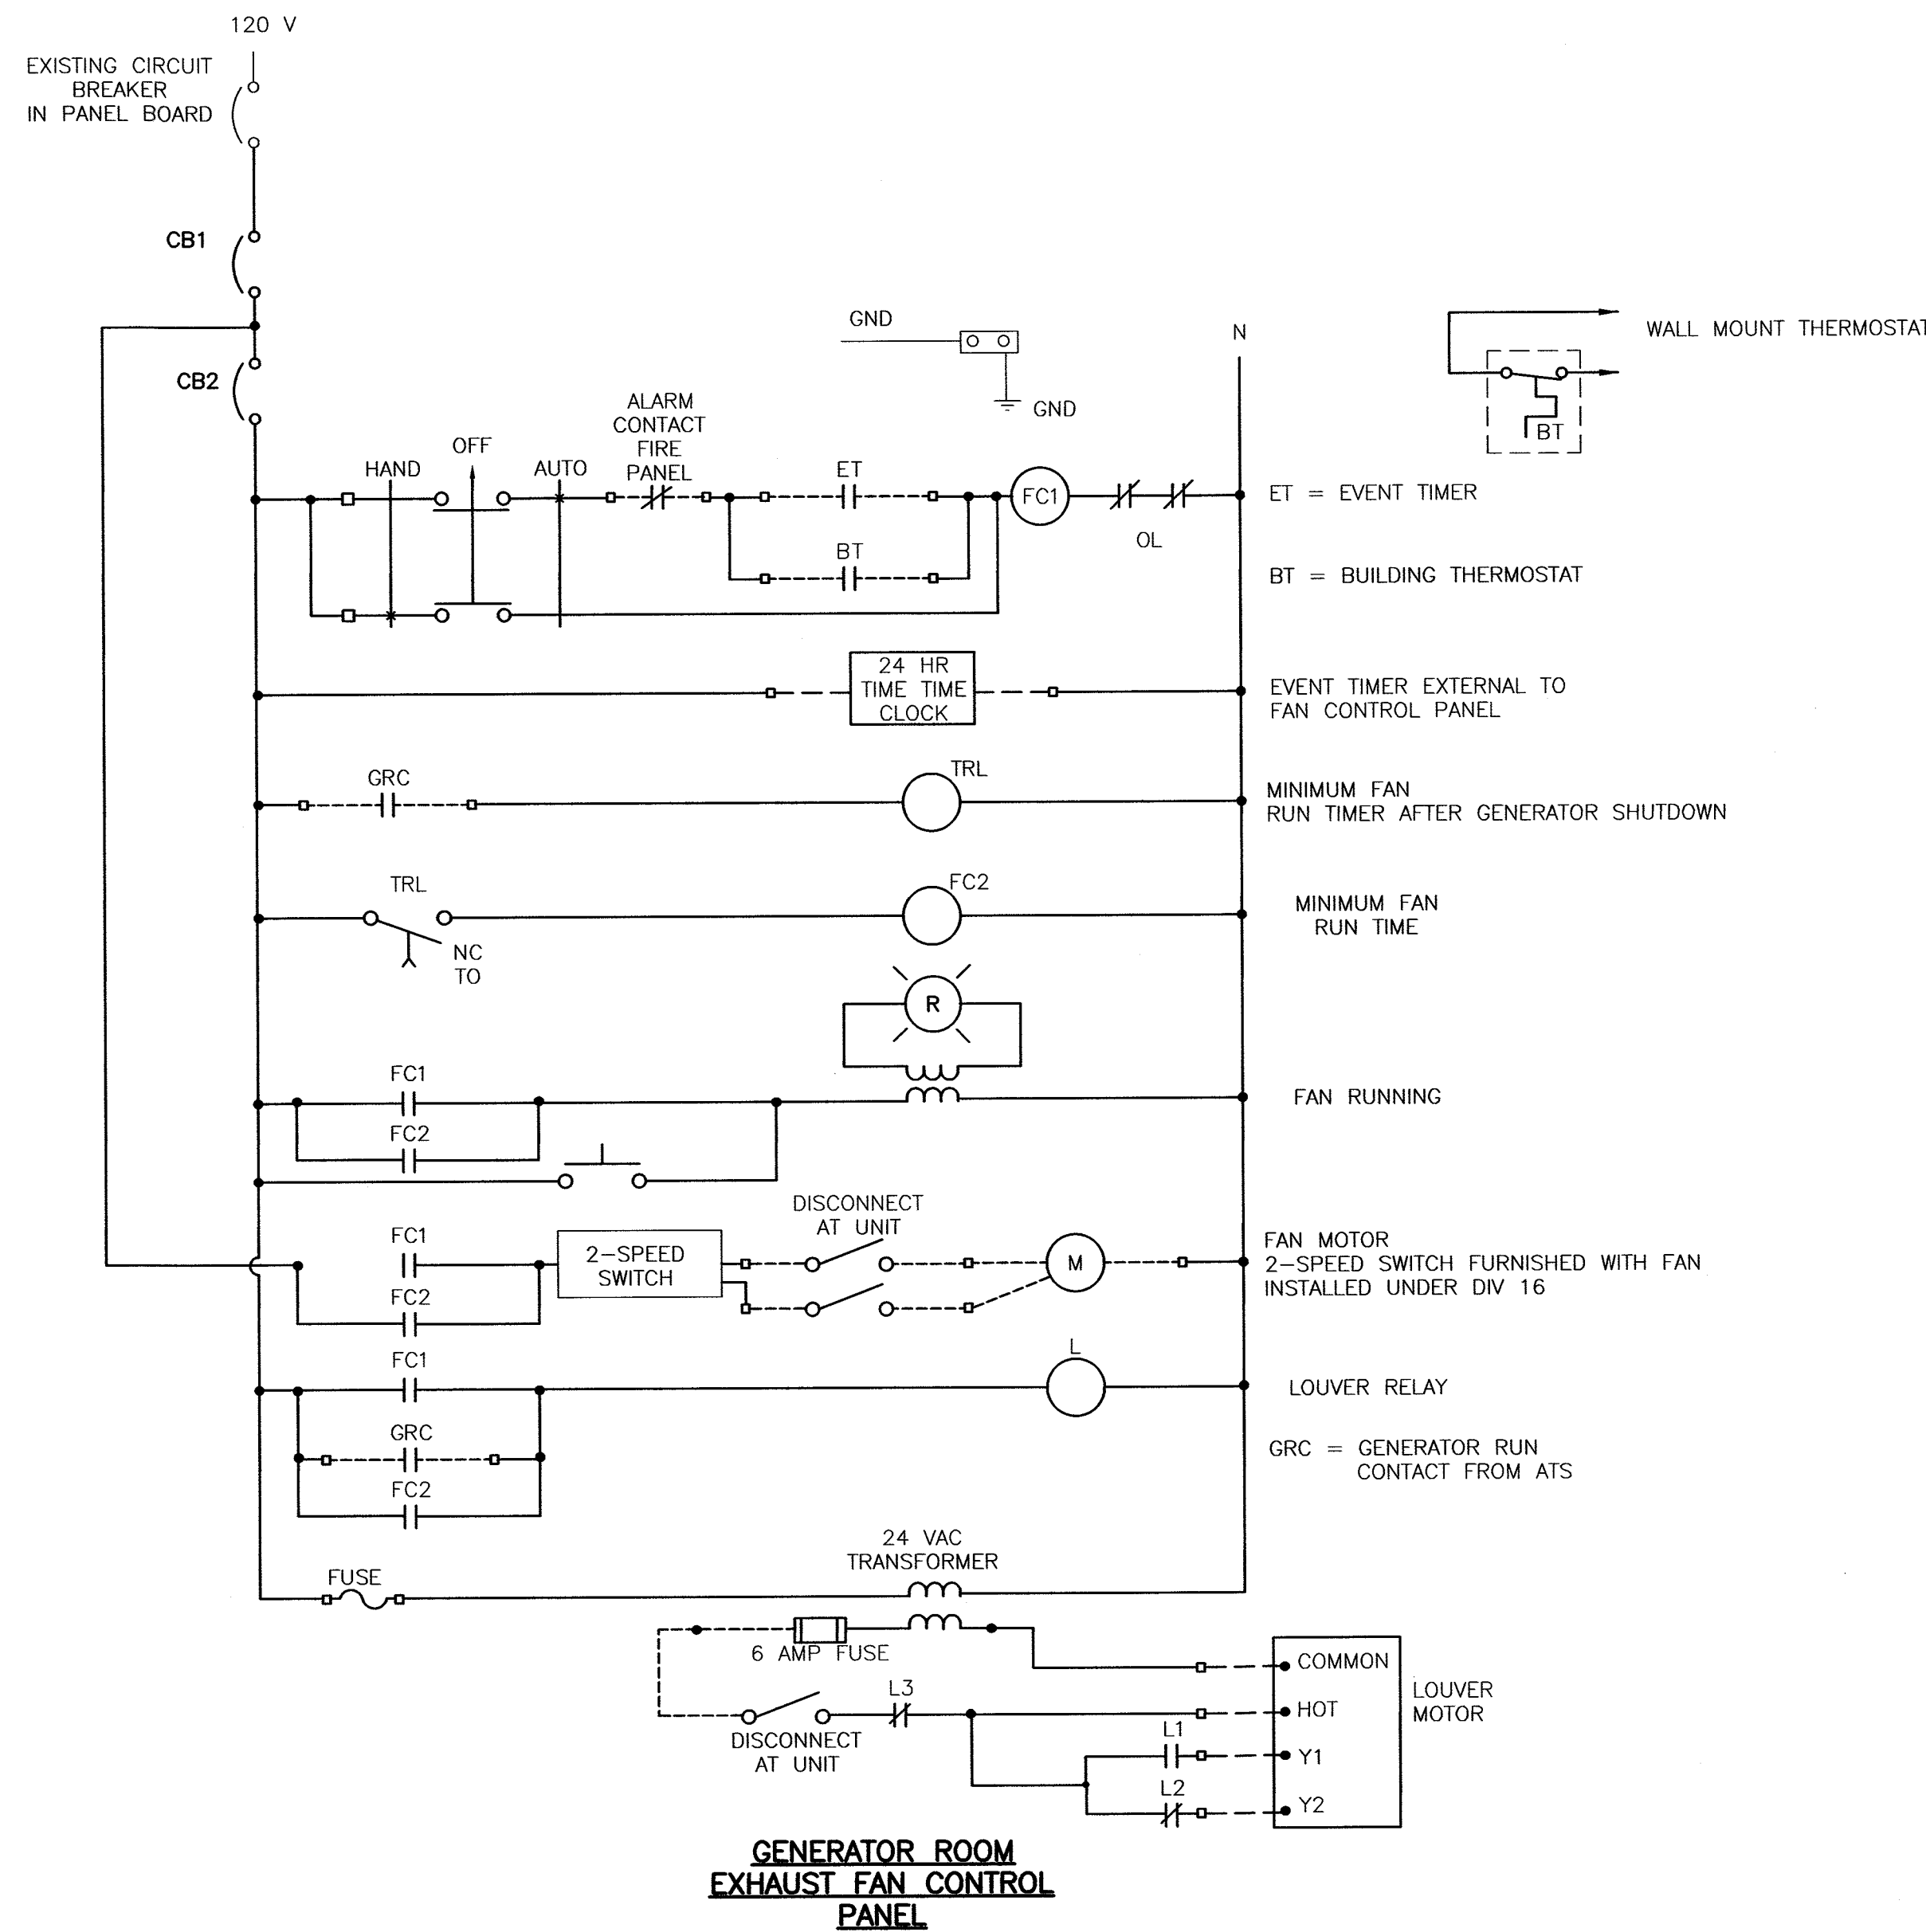 120 V
EXISTING CIRCUIT
BREAKER
IN PANEL BOARD
CB1
CB2
GND
GND
N
WALL MOUNT THERMOSTAT
BT
HAND
OFF
AUTO
ALARM
CONTACT
FIRE
PANEL
ET
FC1
OL
ET = EVENT TIMER
BT
BT = BUILDING THERMOSTAT
24 HR
TIME TIME
CLOCK
EVENT TIMER EXTERNAL TO
FAN CONTROL PANEL
GRC
TRL
MINIMUM FAN
RUN TIMER AFTER GENERATOR SHUTDOWN
TRL
NC
TO
FC2
MINIMUM FAN
RUN TIME
R
FC1
FC2
FAN RUNNING
FC1
FC2
2-SPEED
SWITCH
DISCONNECT
AT UNIT
M
FAN MOTOR
2-SPEED SWITCH FURNISHED WITH FAN
INSTALLED UNDER DIV 16
FC1
GRC
FC2
L
LOUVER RELAY
GRC = GENERATOR RUN
CONTACT FROM ATS
FUSE
24 VAC
TRANSFORMER
6 AMP FUSE
DISCONNECT
AT UNIT
L3
L1
L2
COMMON
HOT
Y1
Y2
LOUVER
MOTOR
GENERATOR ROOM
EXHAUST FAN CONTROL
PANEL